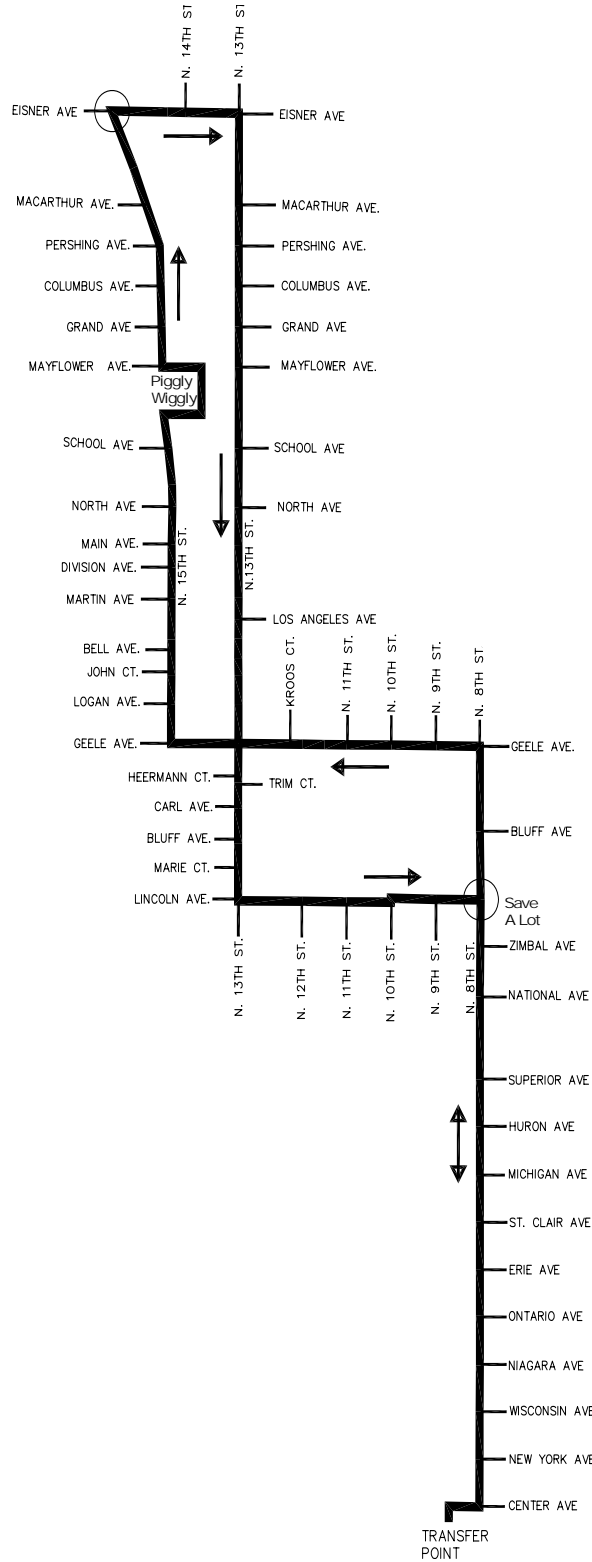 N. 14TH ST
N. 13TH ST
EISNER AVE
EISNER AVE
MACARTHUR AVE.
MACARTHUR AVE.
PERSHING AVE.
PERSHING AVE.
COLUMBUS AVE.
COLUMBUS AVE.
GRAND AVE
GRAND AVE
MAYFLOWER AVE.
MAYFLOWER AVE.
Piggly
Wiggly
SCHOOL AVE
SCHOOL AVE
NORTH AVE
NORTH AVE
MAIN AVE.
DIVISION AVE.
N. 15TH ST.
N.13TH ST.
MARTIN AVE
LOS ANGELES AVE
BELL AVE.
JOHN CT.
LOGAN AVE.
KROOS CT.
N. 11TH ST.
N. 10TH ST.
N. 9TH ST.
N. 8TH ST.
GEELE AVE.
GEELE AVE.
HEERMANN CT.
TRIM CT.
CARL AVE.
BLUFF AVE.
BLUFF AVE
MARIE CT.
LINCOLN AVE.
Save
A Lot
N. 13TH ST.
N. 12TH ST.
N. 11TH ST.
N. 10TH ST.
N. 9TH ST.
N. 8TH ST.
ZIMBAL AVE
NATIONAL AVE
SUPERIOR AVE
HURON AVE
MICHIGAN AVE
ST. CLAIR AVE
ERIE AVE
ONTARIO AVE
NIAGARA AVE
WISCONSIN AVE
NEW YORK AVE
CENTER AVE
TRANSFER
POINT